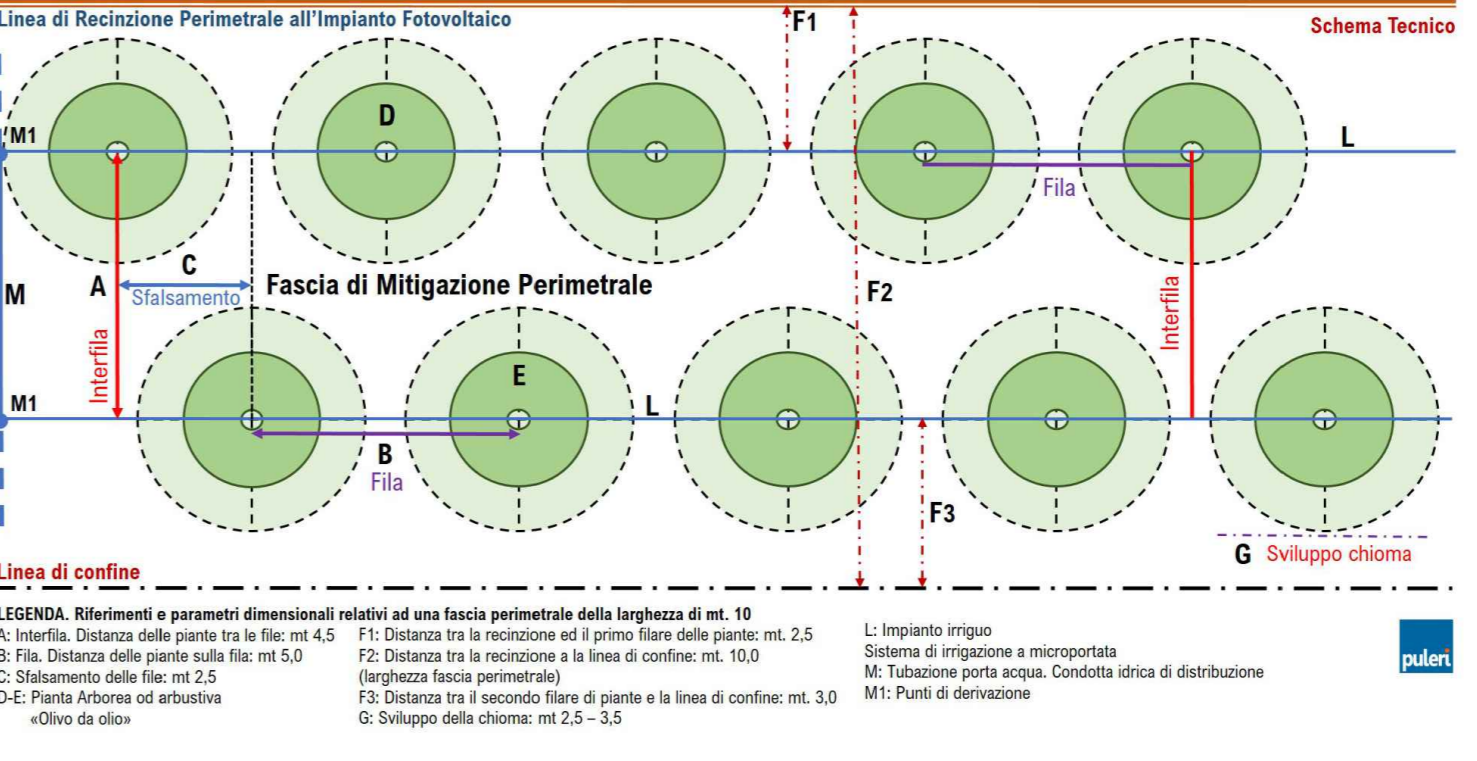 Linea di Recinzione Perimetrale all'Impianto Fotovoltaico
F1
Schema Tecnico
D
M1
L
Fila
C
A
Sfalsamento
Fascia di Mitigazione Perimetrale
M
F2
Interfila
Interfila
E
M1
L
B
Fila
F3
G Sviluppo chioma
Linea di confine
LEGENDA. Riferimenti e parametri dimensionali relativi ad una fascia perimetrale della larghezza di mt. 10
A: Interfila. Distanza delle piante tra le file: mt 4,5
B: Fila. Distanza delle piante sulla fila: mt 5,0
C: Sfalsamento delle file: mt 2,5
D-E: Pianta Arborea od arbustiva
«Olivo da olio»
F1: Distanza tra la recinzione ed il primo filare delle piante: mt. 2,5
F2: Distanza tra la recinzione a la linea di confine: mt. 10,0
(larghezza fascia perimetrale)
F3: Distanza tra il secondo filare di piante e la linea di confine: mt. 3,0
G: Sviluppo della chioma: mt 2,5 – 3,5
L: Impianto irriguo
Sistema di irrigazione a microportata
M: Tubazione porta acqua. Condotta idrica di distribuzione
M1: Punti di derivazione
puleri